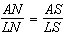 AN/LN = AS/LS